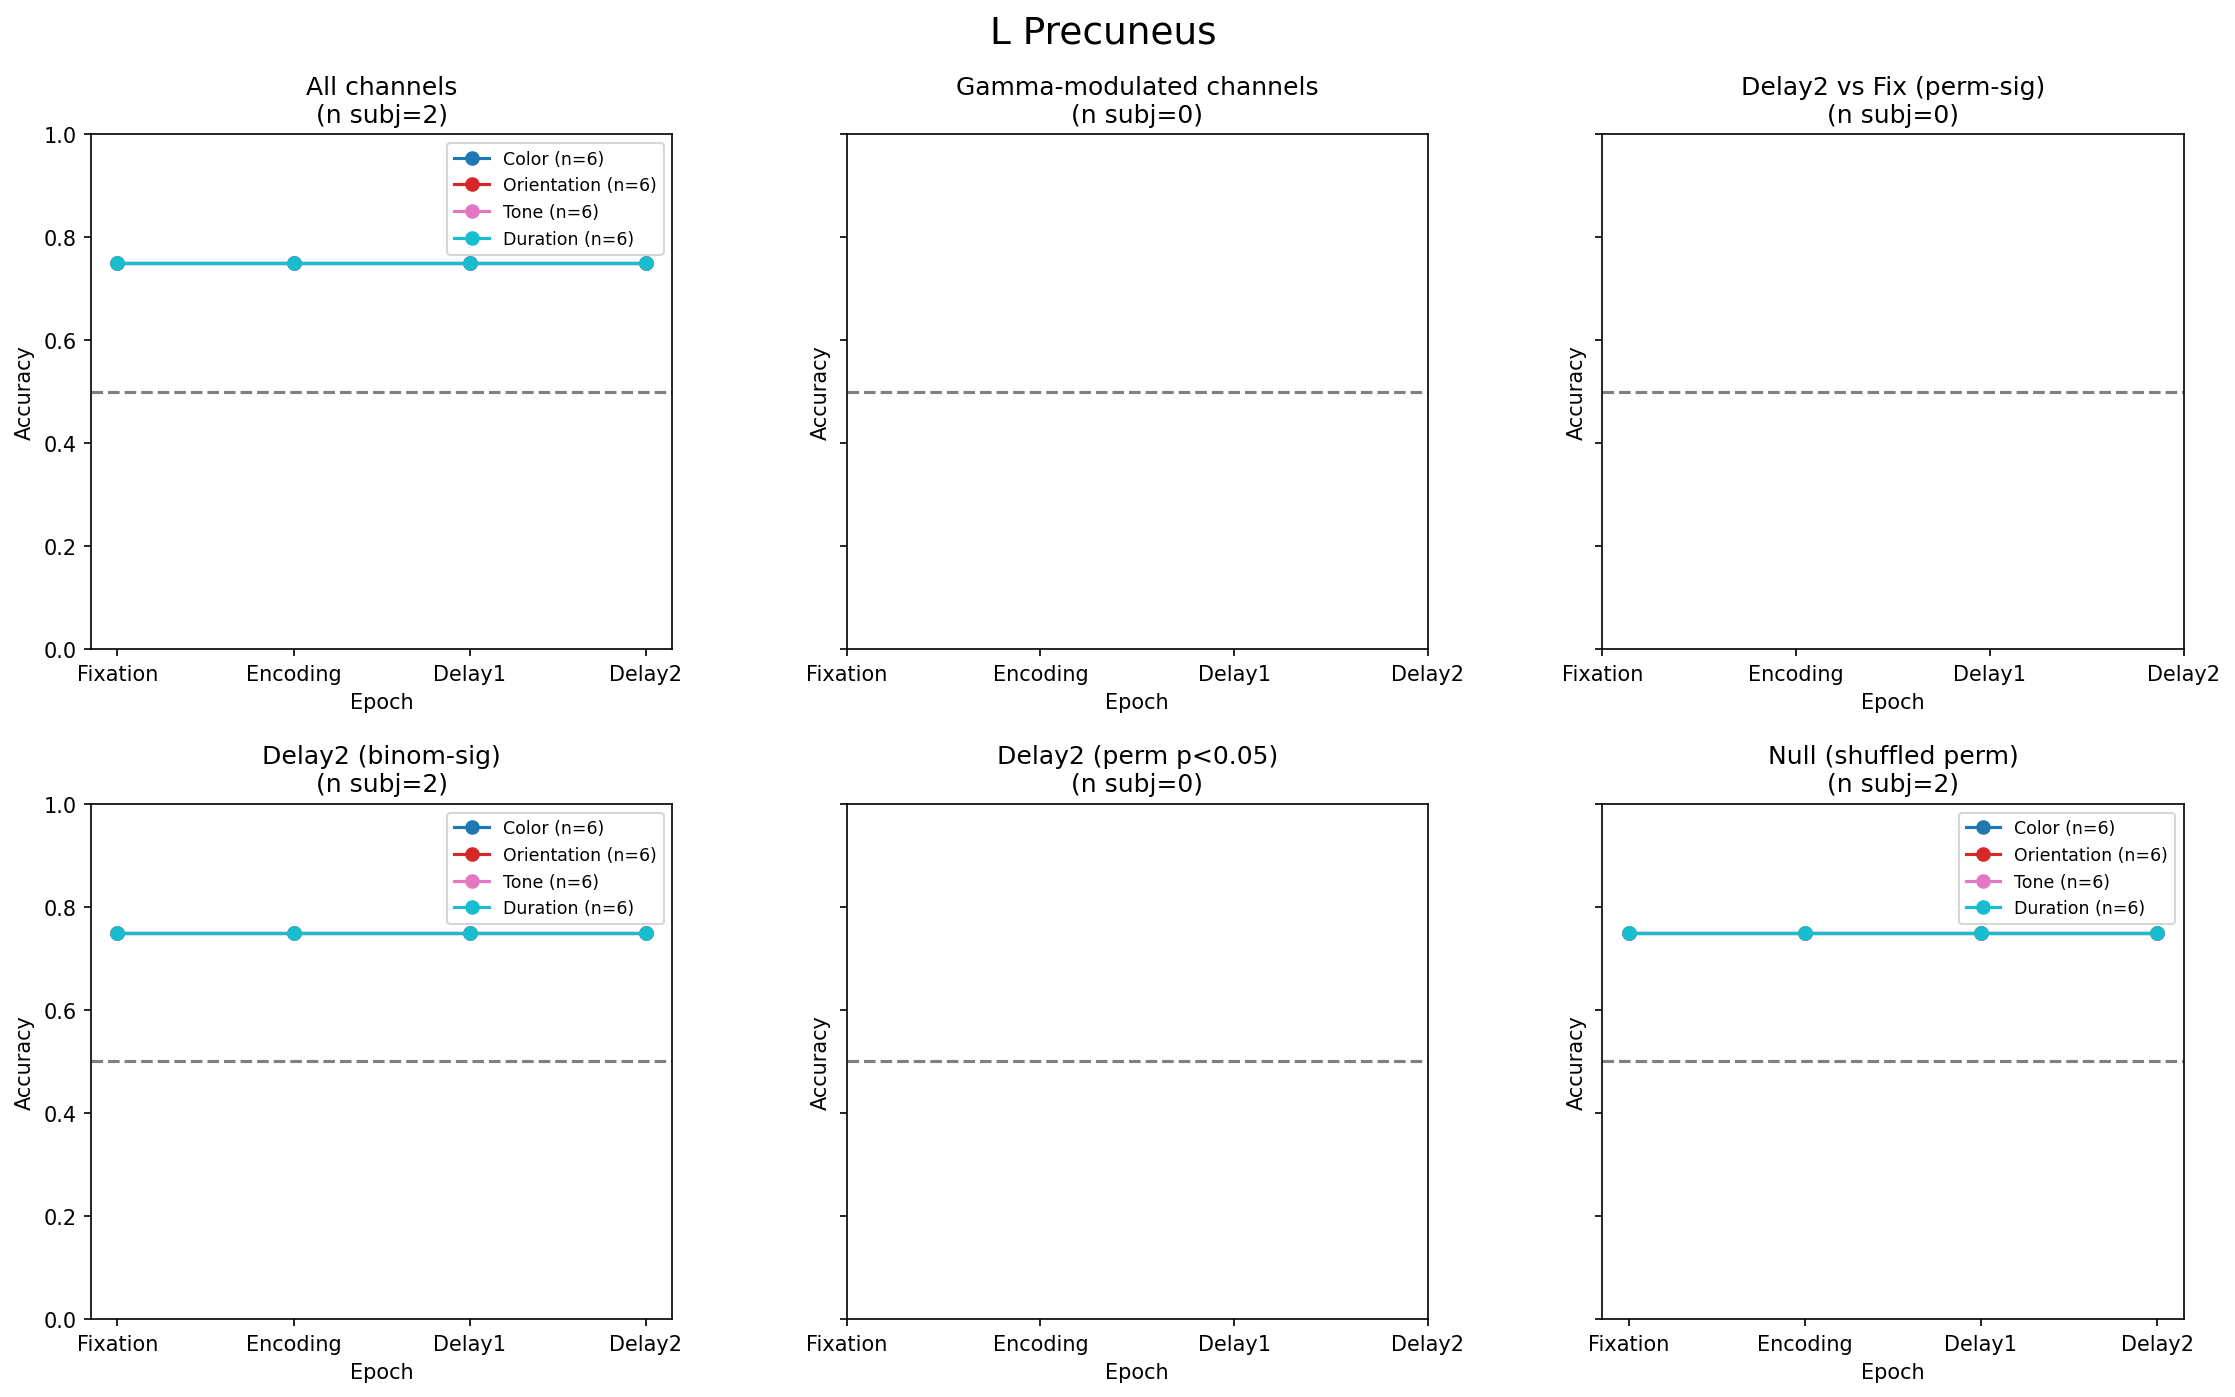 L Precuneus
All channels
(n subj=2)
Accuracy
1.0
0.8
0.6
0.4
0.2
0.0
Color (n=6)
Orientation (n=6)
Tone (n=6)
Duration (n=6)
Fixation Encoding Delay1 Delay2
Epoch
Gamma-modulated channels
(n subj=0)
Accuracy
Fixation Encoding Delay1 Delay2
Epoch
Delay2 vs Fix (perm-sig)
(n subj=0)
Accuracy
Fixation Encoding Delay1 Delay2
Epoch
Delay2 (binom-sig)
(n subj=2)
Accuracy
1.0
0.8
0.6
0.4
0.2
0.0
Color (n=6)
Orientation (n=6)
Tone (n=6)
Duration (n=6)
Fixation Encoding Delay1 Delay2
Epoch
Delay2 (perm p<0.05)
(n subj=0)
Accuracy
Fixation Encoding Delay1 Delay2
Epoch
Null (shuffled perm)
(n subj=2)
Accuracy
Color (n=6)
Orientation (n=6)
Tone (n=6)
Duration (n=6)
Fixation Encoding Delay1 Delay2
Epoch